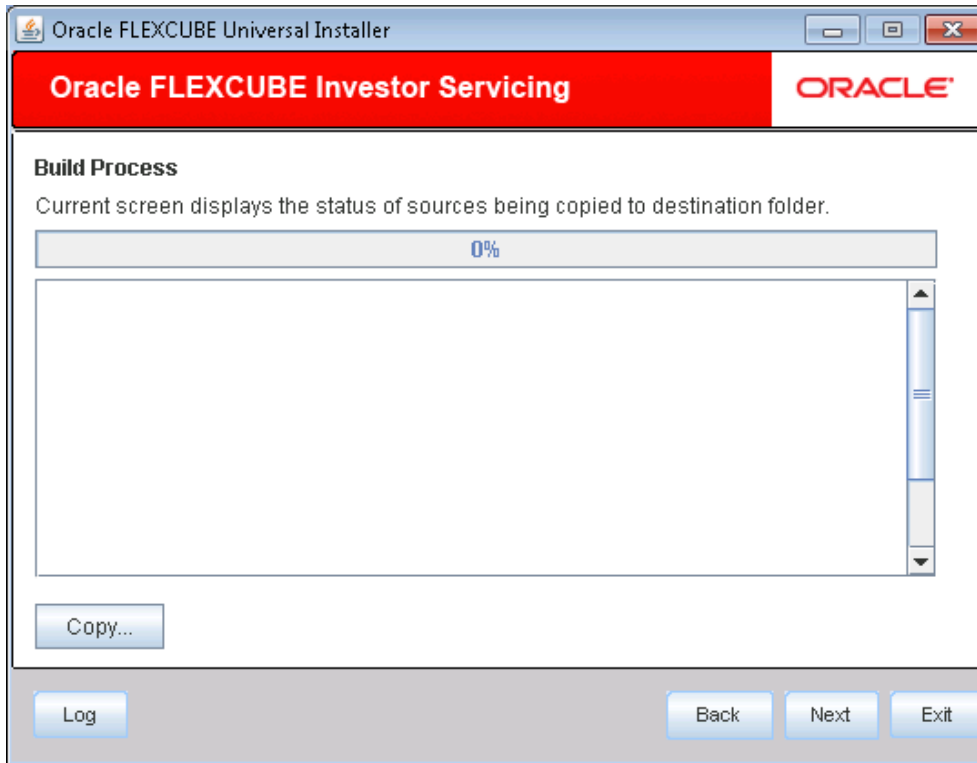 Oracle FLEXCUBE Universal Installer
Oracle FLEXCUBE Investor Servicing
ORACLE
Build Process
Current screen displays the status of sources being copied to destination folder.
0%
Copy...
Log
Back
Next
Exit